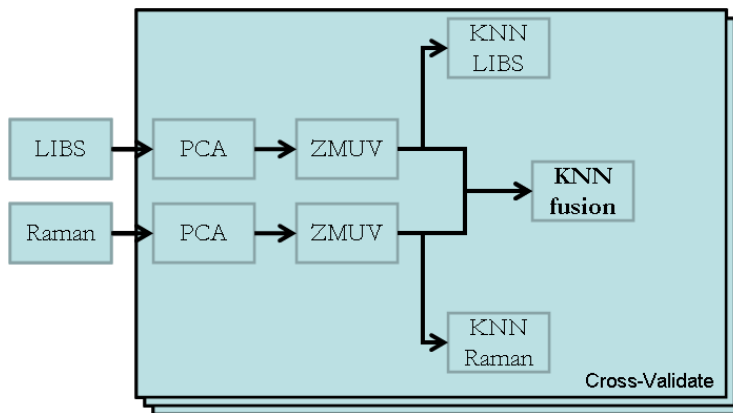 KNN
LIBS
LIBS
PCA
ZMUV
KNN
fusion
Raman
PCA
ZMUV
KNN
Raman
Cross-Validate